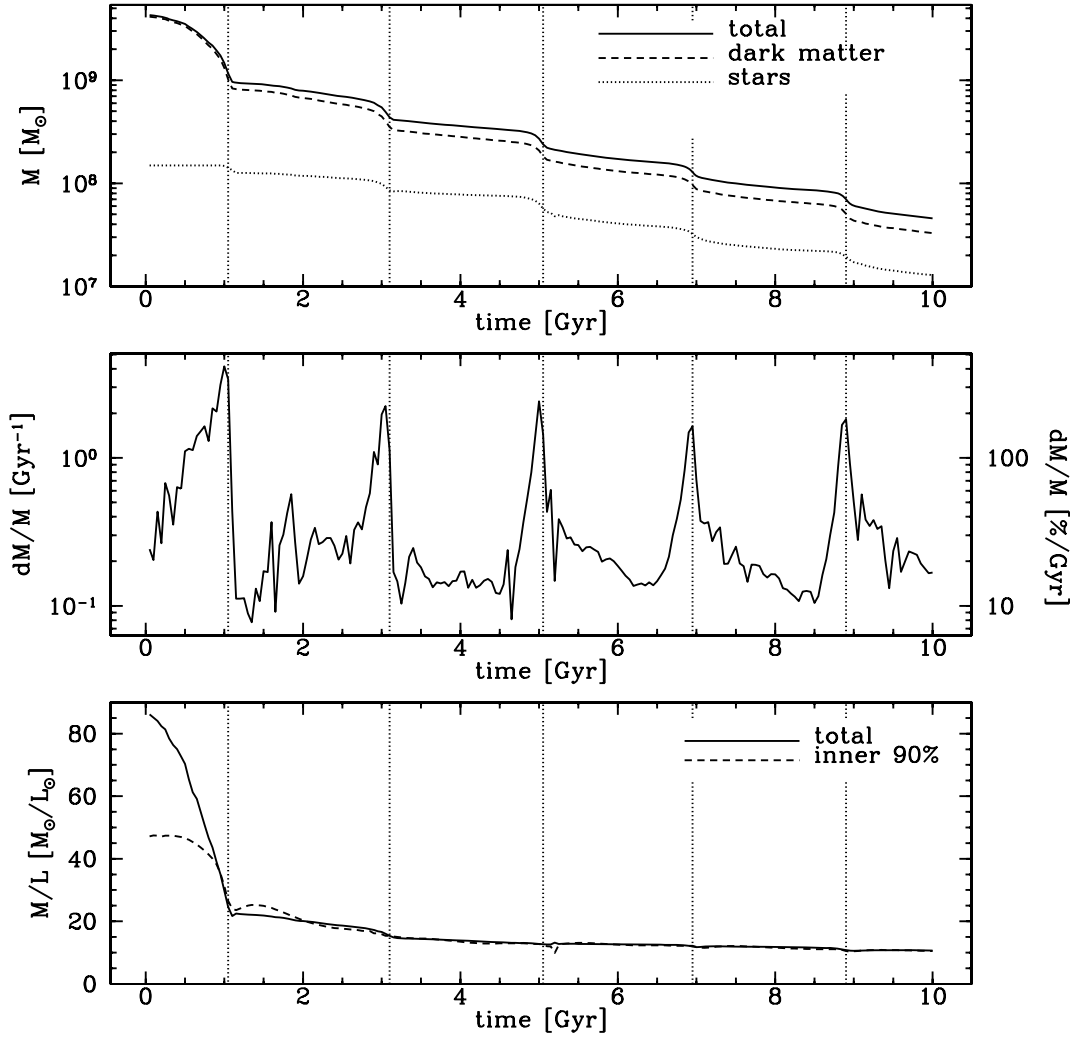 total
dark matter
stars
10⁹
10⁸
10⁷
M [M⊙]
0 2 4 6 8 10
time [Gyr]
10⁰
10⁻¹
dM/M [Gyr⁻¹]
100
10
dM/M [%/Gyr]
0 2 4 6 8 10
time [Gyr]
total
inner 90%
80
60
40
20
0
M/L [M⊙/L⊙]
0 2 4 6 8 10
time [Gyr]